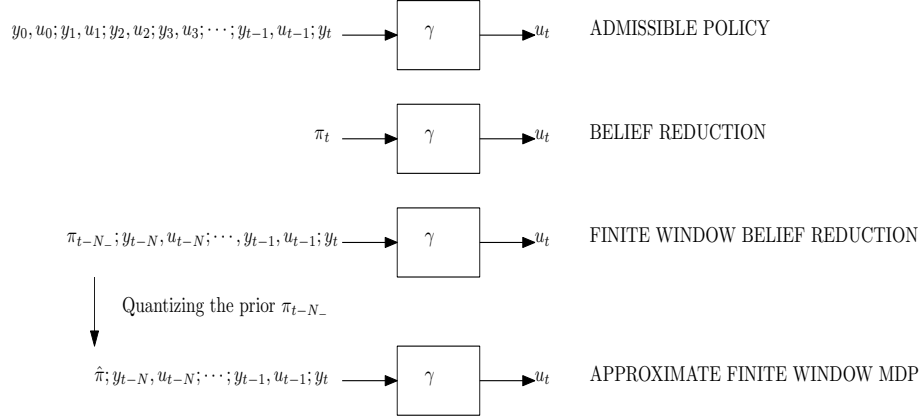 y_0, u_0; y_1, u_1; y_2, u_2; y_3, u_3; ⋯; y_{t−1}, u_{t−1}; y_t γ u_t ADMISSIBLE POLICY
π_t γ u_t BELIEF REDUCTION
π_{t−N_−}; y_{t−N}, u_{t−N}; ⋯, y_{t−1}, u_{t−1}; y_t γ u_t FINITE WINDOW BELIEF REDUCTION
Quantizing the prior π_{t−N_−}
π̂; y_{t−N}, u_{t−N}; ⋯; y_{t−1}, u_{t−1}; y_t γ u_t APPROXIMATE FINITE WINDOW MDP